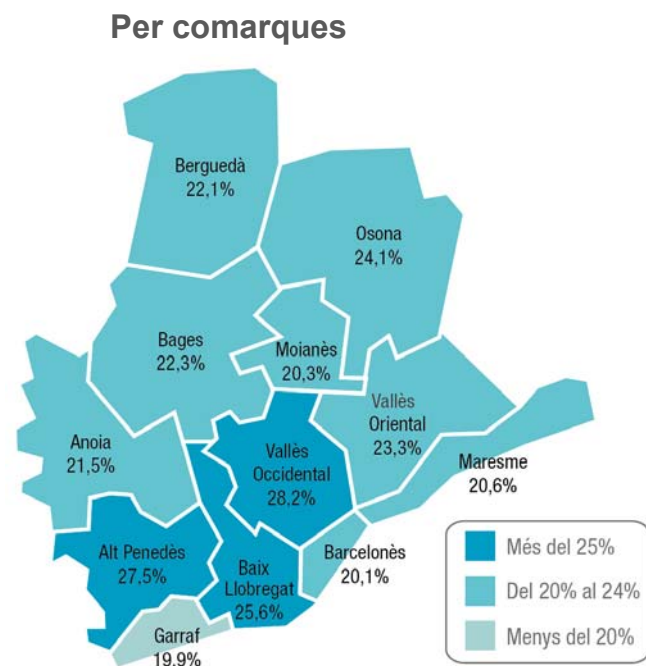 Per comarques
Berguedà
22,1%
Osona
24,1%
Bages
22,3%
Moianès
20,3%
Vallès
Oriental
23,3%
Anoia
21,5%
Vallès
Occidental
28,2%
Maresme
20,6%
Alt Penedès
27,5%
Baix
Llobregat
25,6%
Barcelonès
20,1%
Garraf
19,9%
Més del 25%
Del 20% al 24%
Menys del 20%